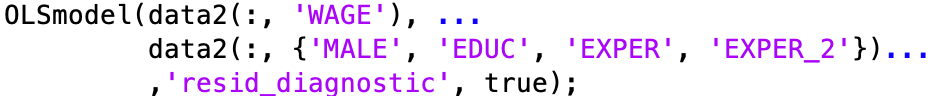 OLSmodel(data2(:, 'WAGE'), ...
data2(:, {'MALE', 'EDUC', 'EXPER', 'EXPER_2'})...
,'resid_diagnostic', true);